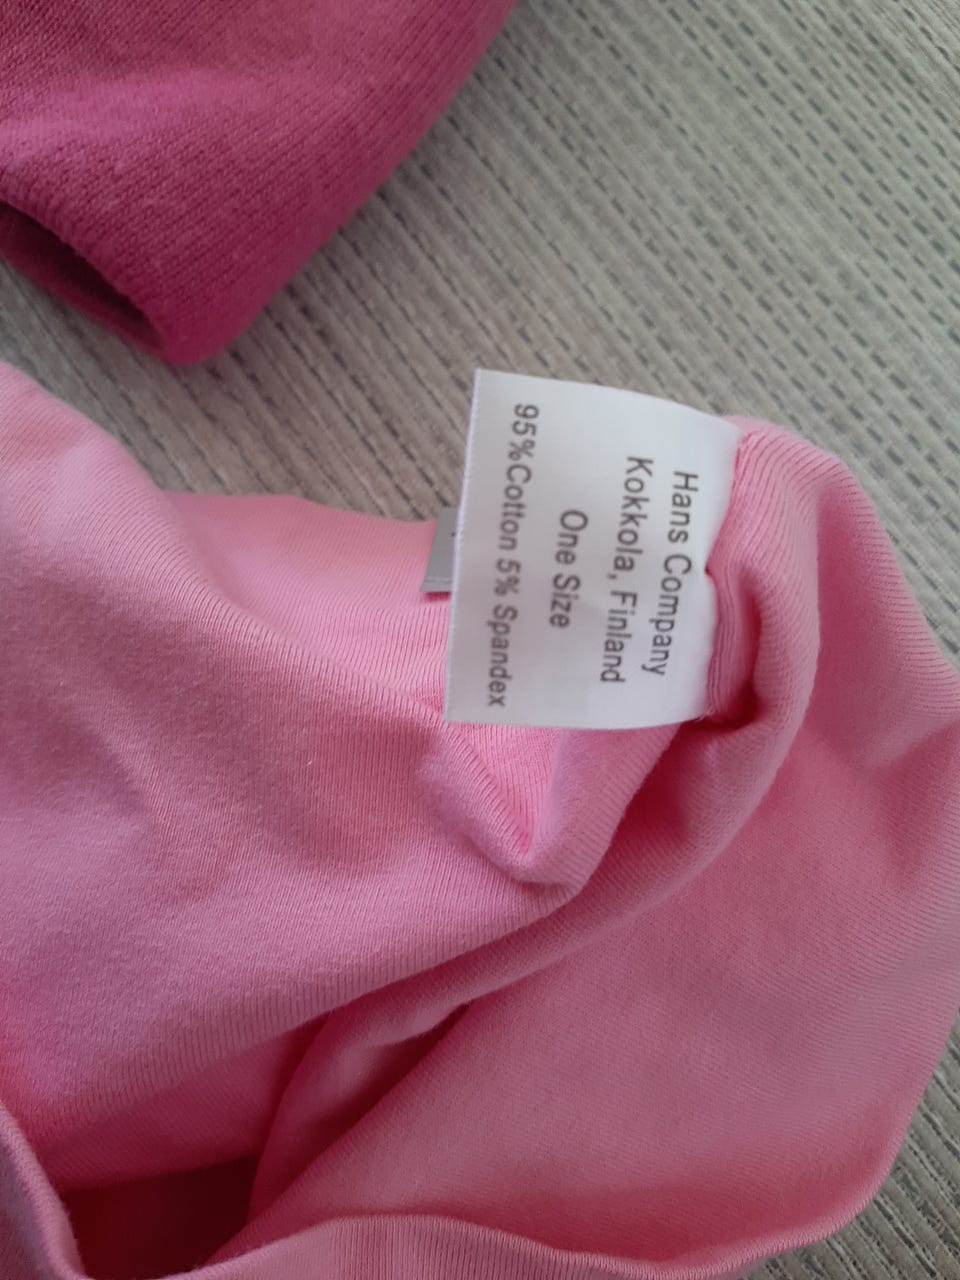 Hans Company
Kokkola, Finland
One Size
95%Cotton 5% Spandex